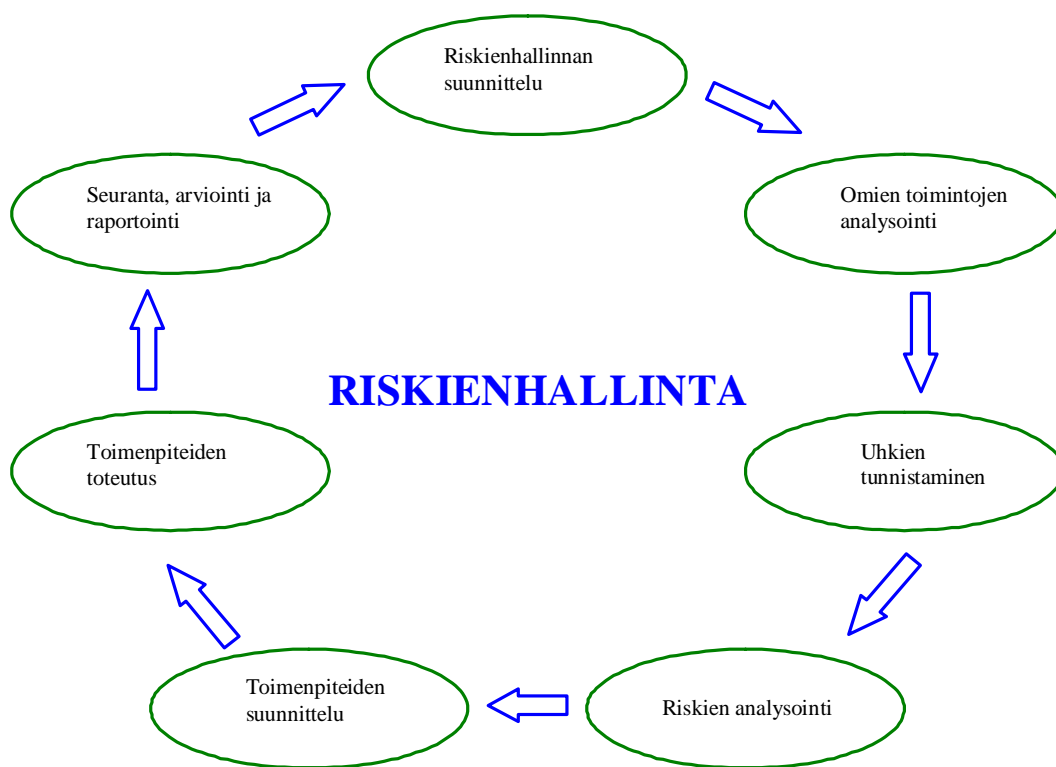 Riskienhallinnan
suunnittelu
Omien toimintojen
analysointi
Uhkien
tunnistaminen
Riskien analysointi
Toimenpiteiden
suunnittelu
Toimenpiteiden
toteutus
Seuranta, arviointi ja
raportointi
RISKIENHALLINTA